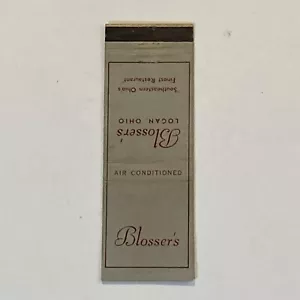 "Southeastern Ohio's
Finest Restaurant"
Blosser's
LOGAN OHIO
AIR CONDITIONED
Blosser's